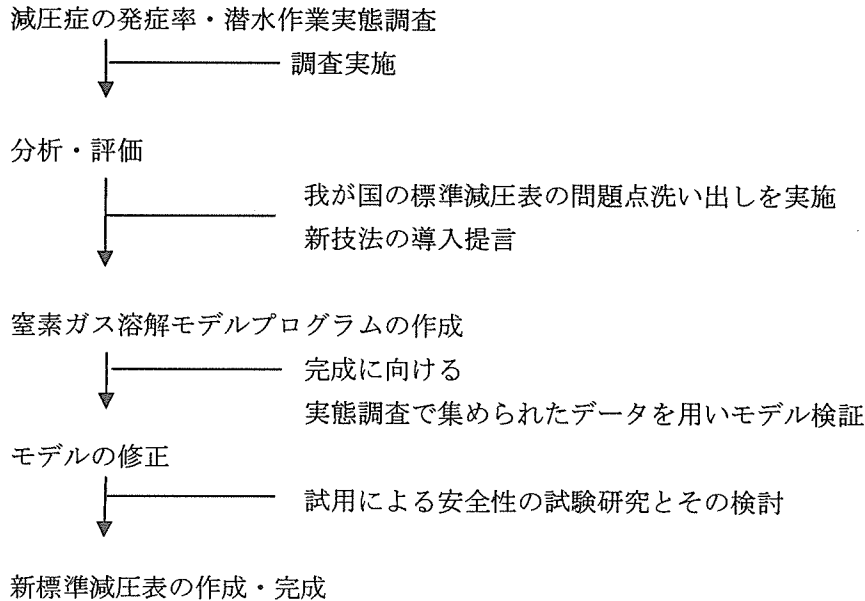 減圧症の発症率・潜水作業実態調査
調査実施
分析・評価
我が国の標準減圧表の問題点洗い出しを実施
新技法の導入提言
窒素ガス溶解モデルプログラムの作成
完成に向ける
実態調査で集められたデータを用いモデル検証
モデルの修正
試用による安全性の試験研究とその検討
新標準減圧表の作成・完成